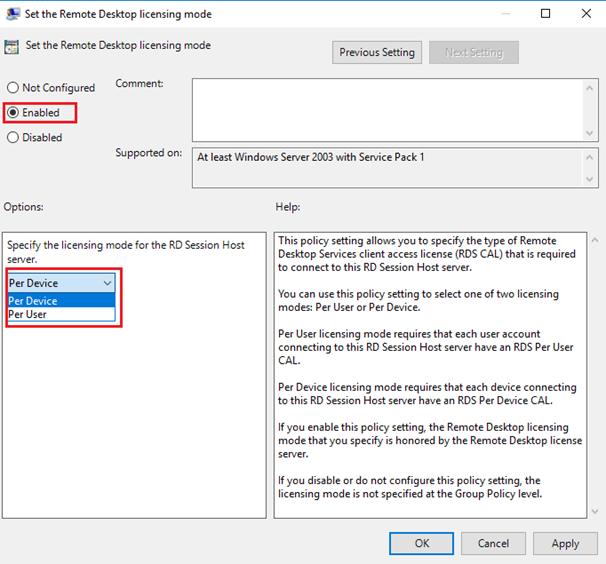 Set the Remote Desktop licensing mode
Set the Remote Desktop licensing mode
Previous Setting
Next Setting
Not Configured
Enabled
Disabled
Comment:
Supported on:
At least Windows Server 2003 with Service Pack 1
Options:
Help:
Specify the licensing mode for the RD Session Host
server.
Per Device
Per Device
Per User
This policy setting allows you to specify the type of Remote
Desktop Services client access license (RDS CAL) that is required
to connect to this RD Session Host server.
You can use this policy setting to select one of two licensing
modes: Per User or Per Device.
Per User licensing mode requires that each user account
connecting to this RD Session Host server have an RDS Per User
CAL.
Per Device licensing mode requires that each device connecting
to this RD Session Host server have an RDS Per Device CAL.
If you enable this policy setting, the Remote Desktop licensing
mode that you specify is honored by the Remote Desktop license
server.
If you disable or do not configure this policy setting, the
licensing mode is not specified at the Group Policy level.
OK
Cancel
Apply